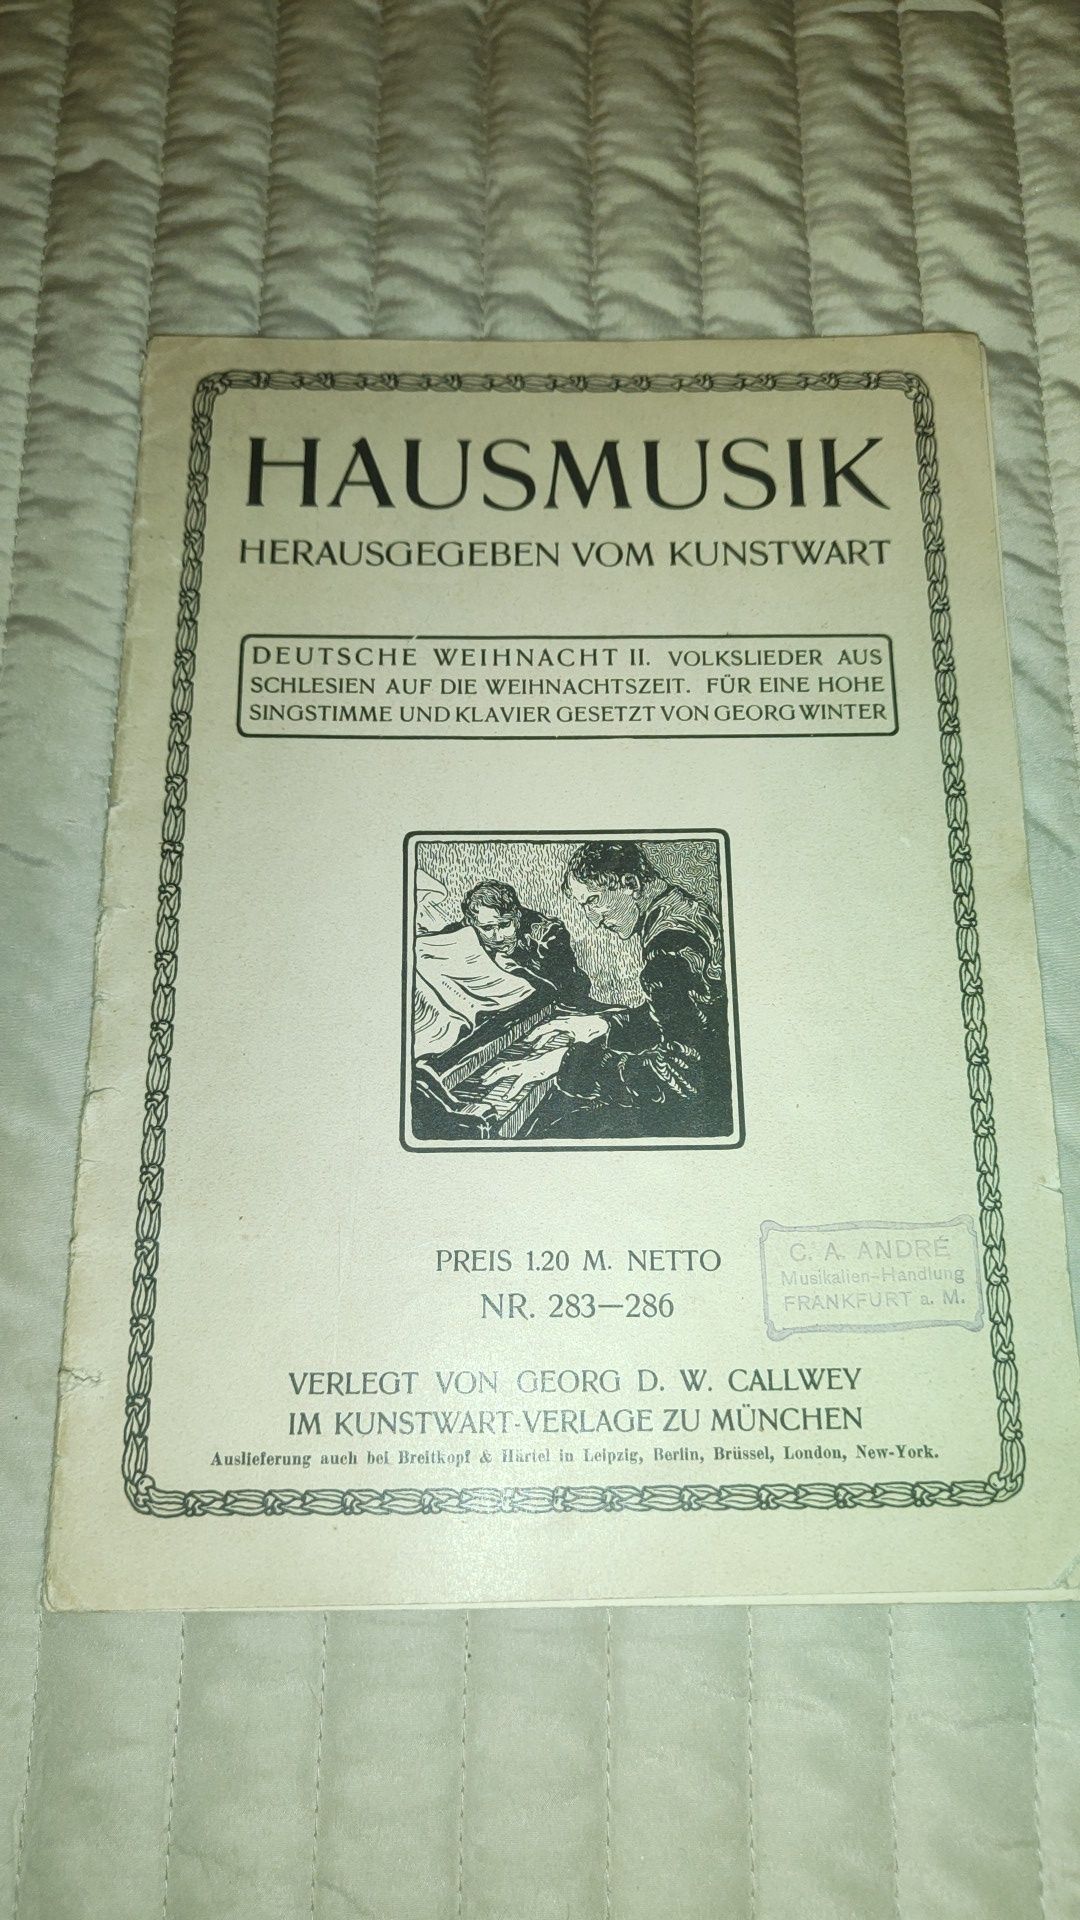 HAUSMUSIK
HERAUSGEGEBEN VOM KUNSTWART
DEUTSCHE WEIHNACHT II. VOLKSLIEDER AUS
SCHLESIEN AUF DIE WEIHNACHTSZEIT. FÜR EINE HOHE
SINGSTIMME UND KLAVIER GESETZT VON GEORG WINTER
PREIS 1.20 M. NETTO
NR. 283—286
C. A. ANDRÉ
Musikalien-Handlung
FRANKFURT a. M.
VERLEGT VON GEORG D. W. CALLWEY
IM KUNSTWART-VERLAGE ZU MÜNCHEN
Auslieferung auch bei Breitkopf & Härtel in Leipzig, Berlin, Brüssel, London, New-York.